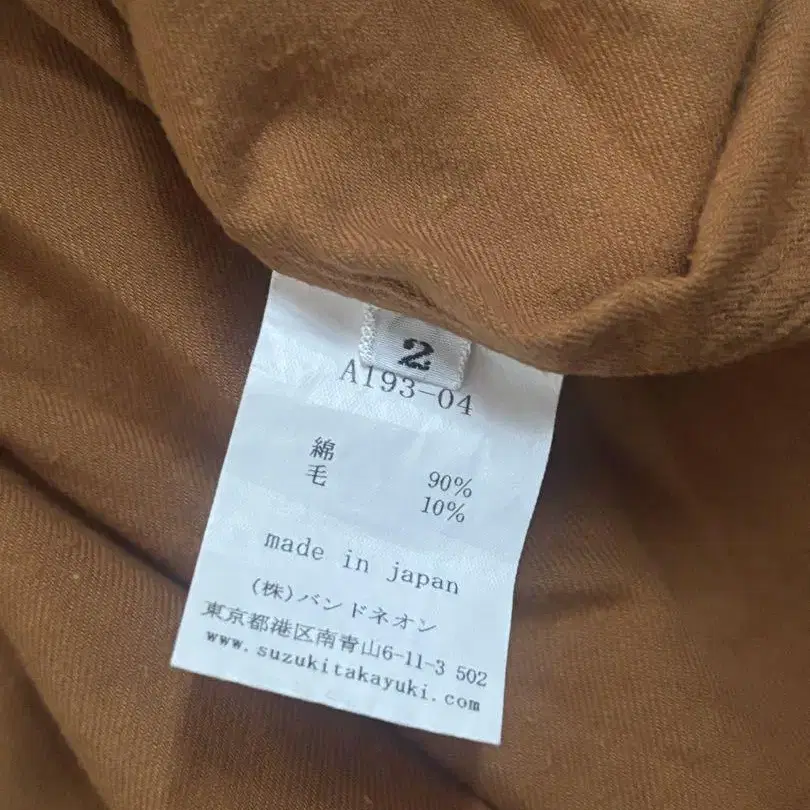 2
A193-04
綿 90%
毛 10%
made in japan
(株)バンドネオン
東京都港区南青山6-11-3 502
www.suzukitakayuki.com